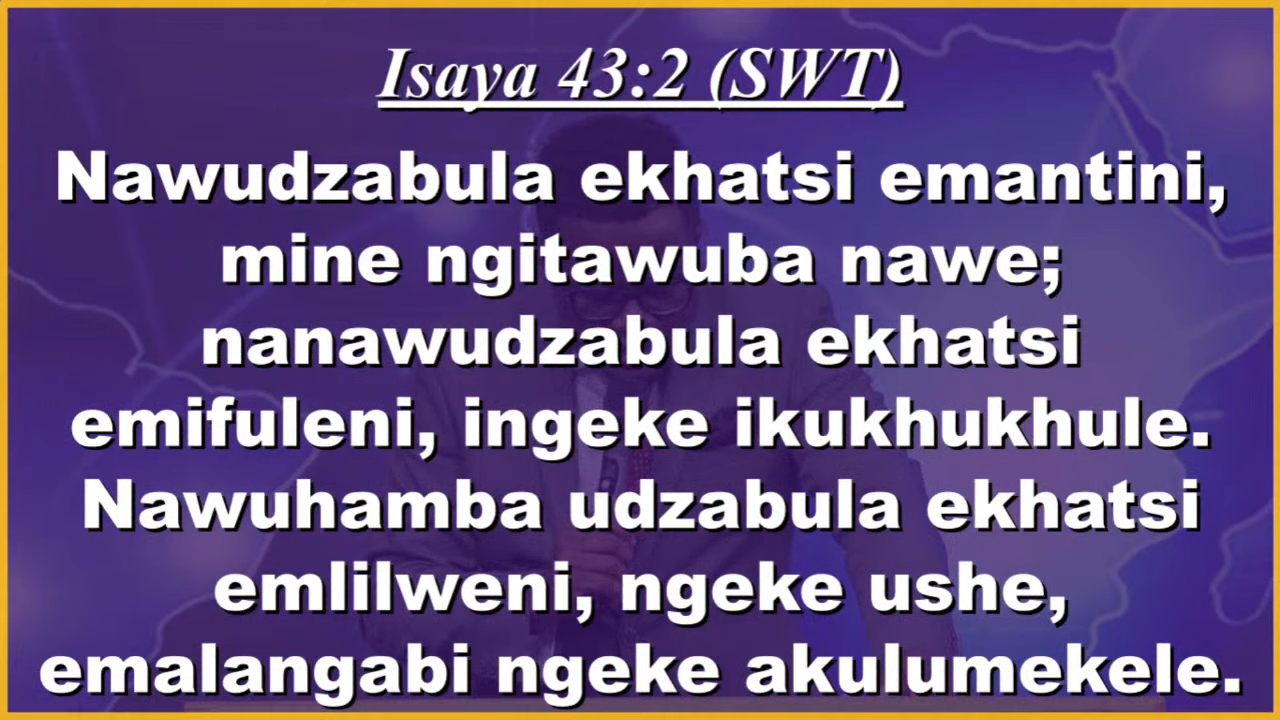 Isaya 43:2 (SWT)
Nawudzabula ekhatsi emantini,
mine ngitawuba nawe;
nanawudzabula ekhatsi
emifuleni, ingeke ikukhukhule.
Nawuhamba udzabula ekhatsi
emlilweni, ngeke ushe,
emalangabi ngeke akulumekele.